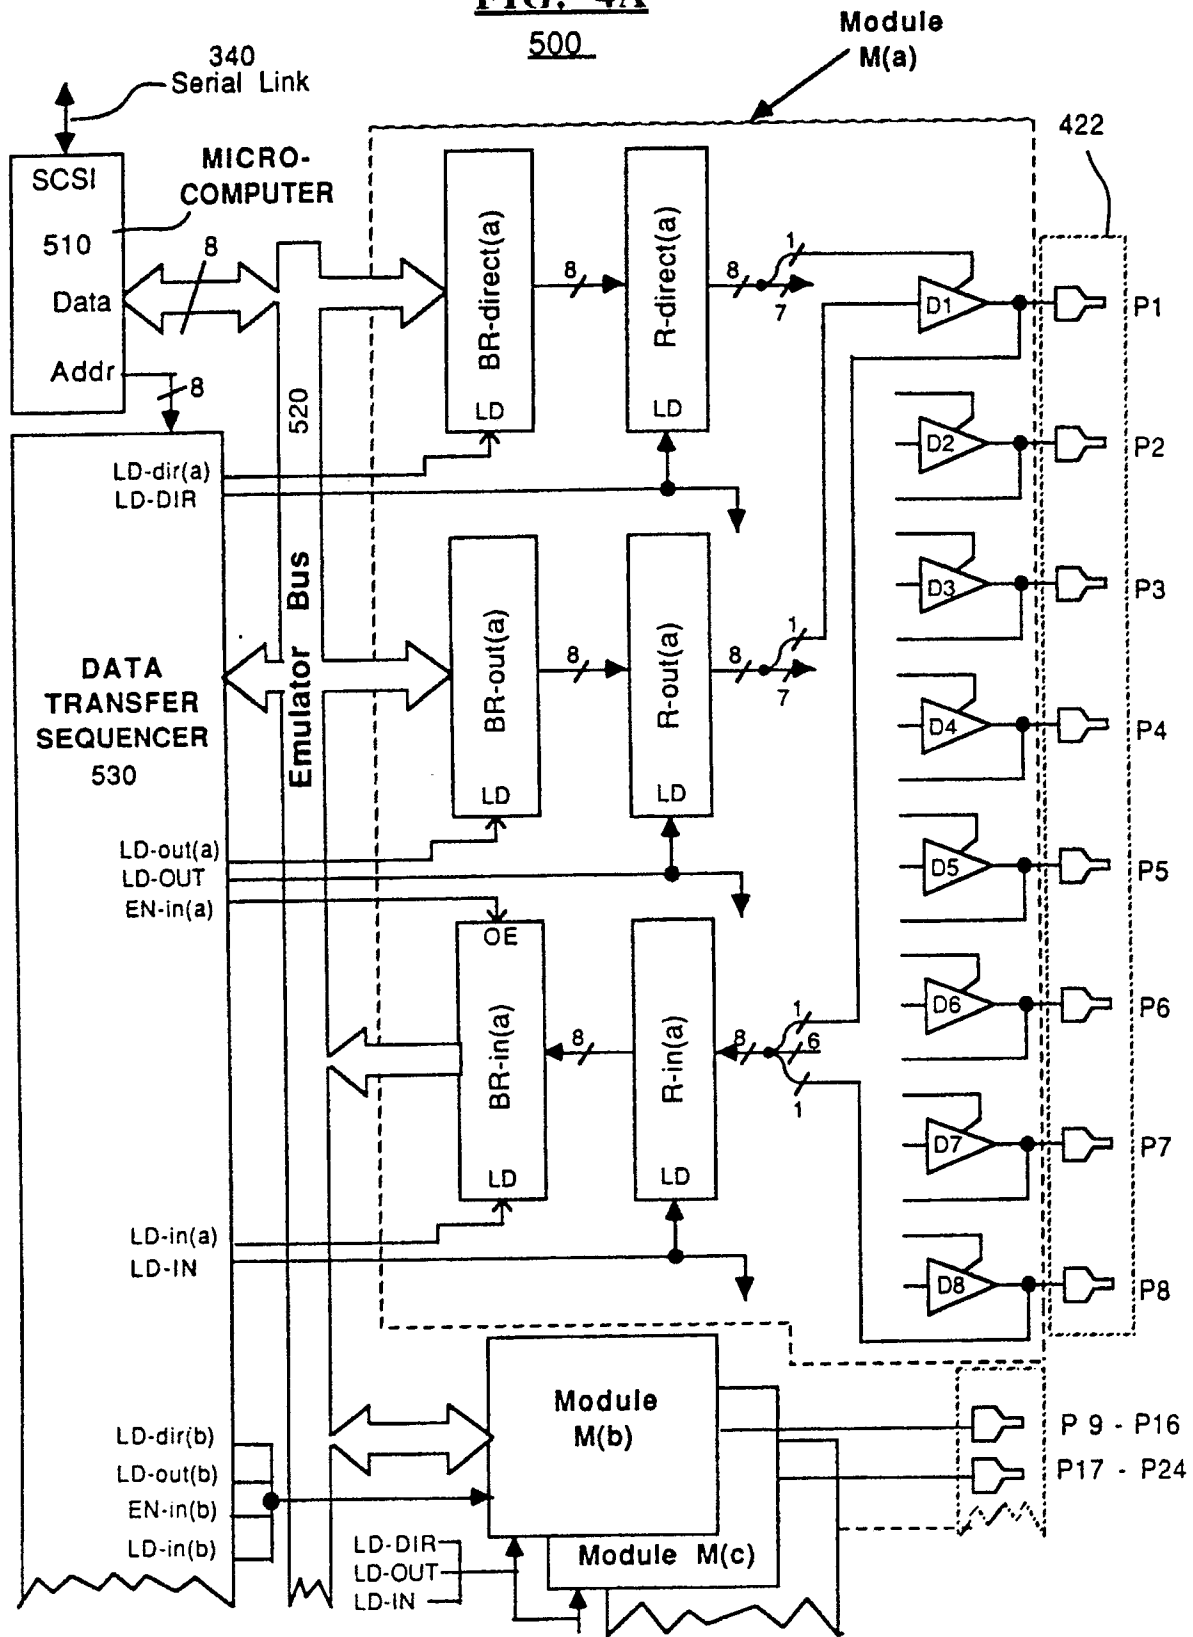 FIG. 4A
500
Module
M(a)
340
Serial Link
422
SCSI
MICRO-
COMPUTER
510
8
Data
Addr
8
520
Emulator Bus
BR-direct(a)
LD
8
R-direct(a)
LD
8
1
7
D1
P1
D2
P2
D3
P3
D4
P4
D5
P5
D6
P6
D7
P7
D8
P8
LD-dir(a)
LD-DIR
DATA
TRANSFER
SEQUENCER
530
BR-out(a)
LD
8
R-out(a)
LD
8
1
7
LD-out(a)
LD-OUT
EN-in(a)
OE
BR-in(a)
LD
8
R-in(a)
LD
8
1
6
1
LD-in(a)
LD-IN
Module
M(b)
P 9 - P16
P17 - P24
LD-dir(b)
LD-out(b)
EN-in(b)
LD-in(b)
LD-DIR
LD-OUT
LD-IN
Module M(c)